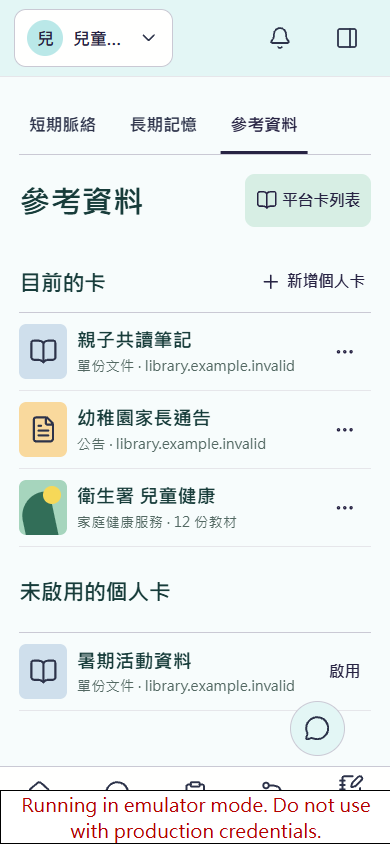 兒 兒童...
短期脈絡 長期記憶 參考資料
參考資料
平台卡列表
目前的卡
新增個人卡
親子共讀筆記
單份文件 · library.example.invalid
幼稚園家長通告
公告 · library.example.invalid
衛生署 兒童健康
家庭健康服務 · 12 份教材
未啟用的個人卡
暑期活動資料
單份文件 · library.example.invalid
啟用
Running in emulator mode. Do not use
with production credentials.